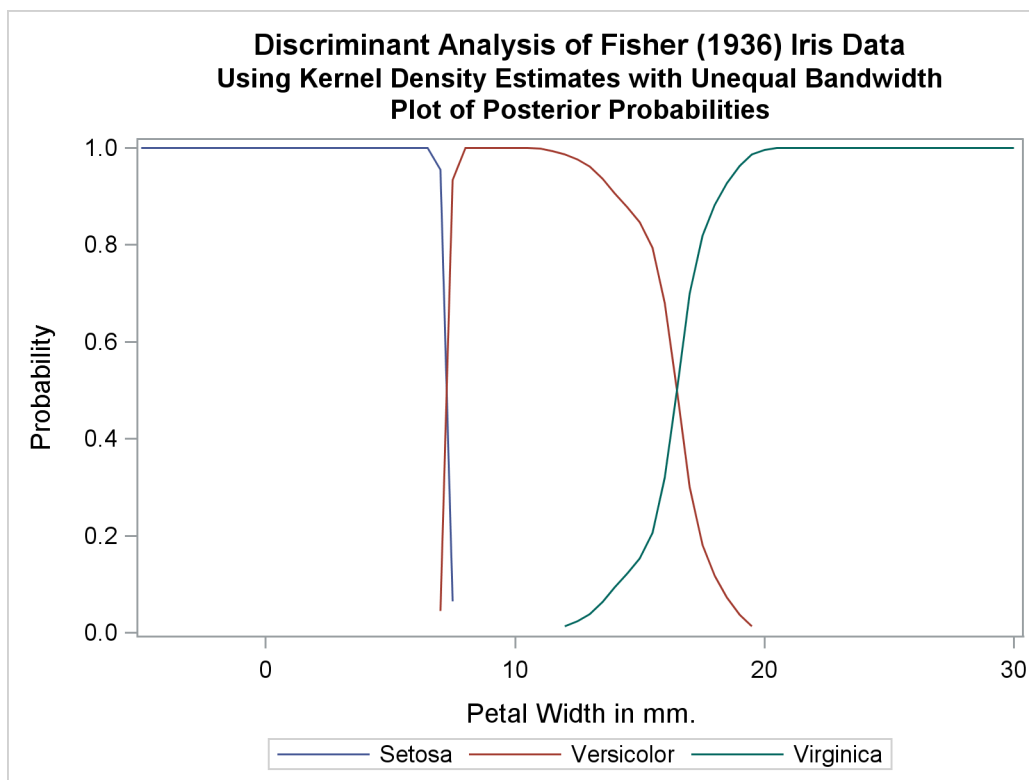 Discriminant Analysis of Fisher (1936) Iris Data
Using Kernel Density Estimates with Unequal Bandwidth
Plot of Posterior Probabilities
1.0
0.8
0.6
0.4
0.2
0.0
Probability
0 10 20 30
Petal Width in mm.
Setosa Versicolor Virginica